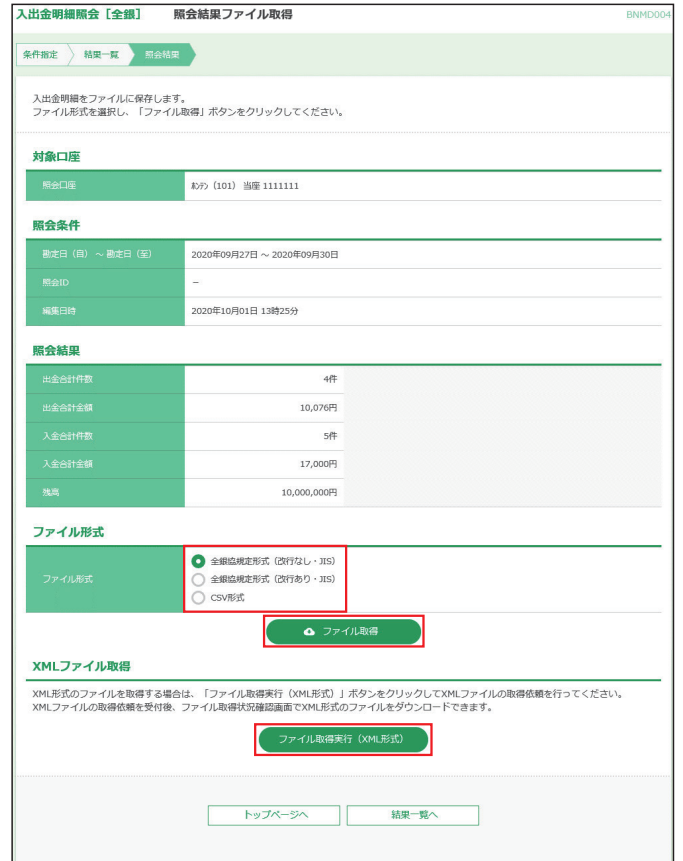 入出金明細照会［全銀］ 照会結果ファイル取得 BNMD004
条件指定 結果一覧 照会結果
入出金明細をファイルに保存します。
ファイル形式を選択し、「ファイル取得」ボタンをクリックしてください。
対象口座
照会口座 ﾎﾝﾃﾝ（101） 当座 1111111
照会条件
勘定日（自）～勘定日（至） 2020年09月27日 ～ 2020年09月30日
照会ID －
編集日時 2020年10月01日 13時25分
照会結果
出金合計件数 4件
出金合計金額 10,076円
入金合計件数 5件
入金合計金額 17,000円
残高 10,000,000円
ファイル形式
ファイル形式 全銀協規定形式（改行なし・JIS）
全銀協規定形式（改行あり・JIS）
CSV形式
ファイル取得
XMLファイル取得
XML形式のファイルを取得する場合は、「ファイル取得実行（XML形式）」ボタンをクリックしてXMLファイルの取得依頼を行ってください。
XMLファイルの取得依頼を受付後、ファイル取得状況確認画面でXML形式のファイルをダウンロードできます。
ファイル取得実行（XML形式）
トップページへ 結果一覧へ